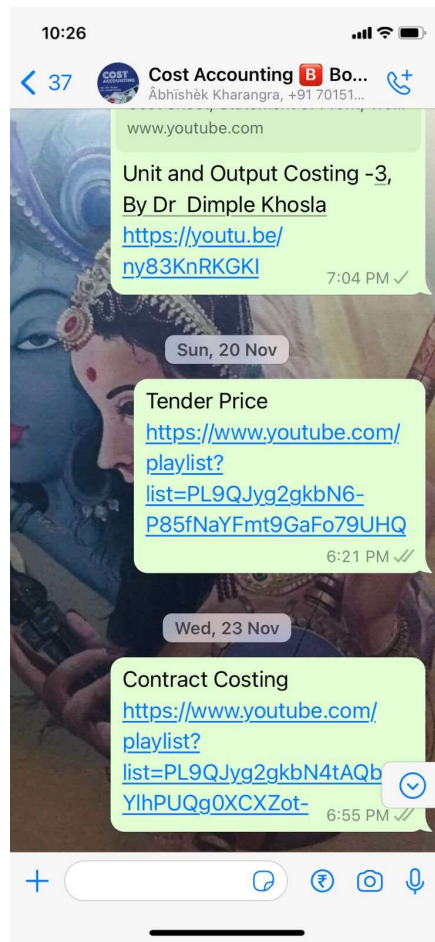 10:26
37
COST
ACCOUNTING
Cost Accounting B Bo...
Âbhïshèk Kharangra, +91 70151...
www.youtube.com
Unit and Output Costing -3,
By Dr Dimple Khosla
https://youtu.be/
ny83KnRKGKI
7:04 PM
Sun, 20 Nov
Tender Price
https://www.youtube.com/
playlist?
list=PL9QJyg2gkbN6-
P85fNaYFmt9GaFo79UHQ
6:21 PM
Wed, 23 Nov
Contract Costing
https://www.youtube.com/
playlist?
list=PL9QJyg2gkbN4tAQb
YlhPUQg0XCXZot-
6:55 PM
₹